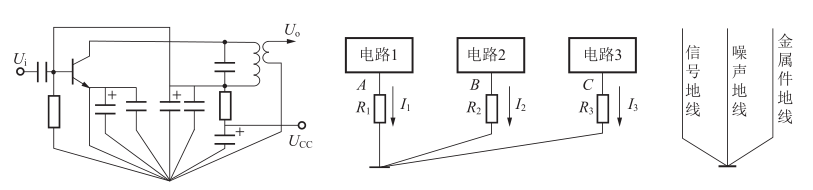 Uo
Ui
+
+
+
UCC
电路1
电路2
电路3
A
B
C
R1
I1
R2
I2
R3
I3
信号地线
噪声地线
金属件地线